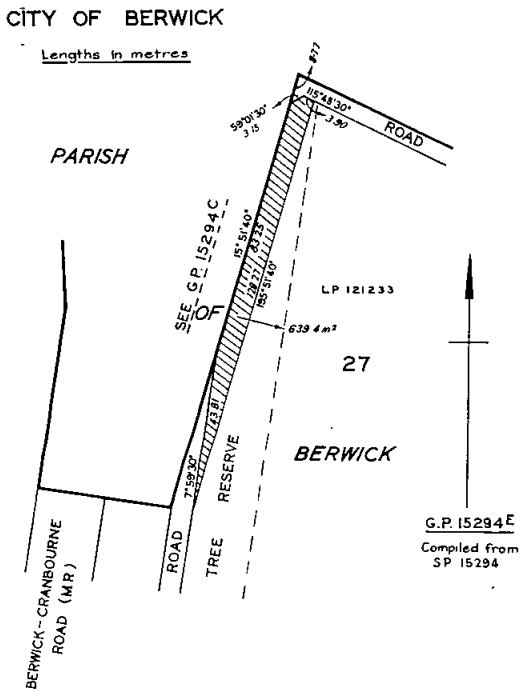 CITY OF BERWICK
Lengths in metres
8·77
115°48'30"
59°01'30"
3·15
3·90
ROAD
PARISH
SEE G.P. 15294C
15° 51'40"
83·25
128·27
195°51'40"
LP 121233
OF
639·4 m²
27
43·81
BERWICK
7°59'30"
RESERVE
TREE
ROAD
G.P. 15294E
Compiled from
SP 15294
BERWICK-CRANBOURNE
ROAD (MR)